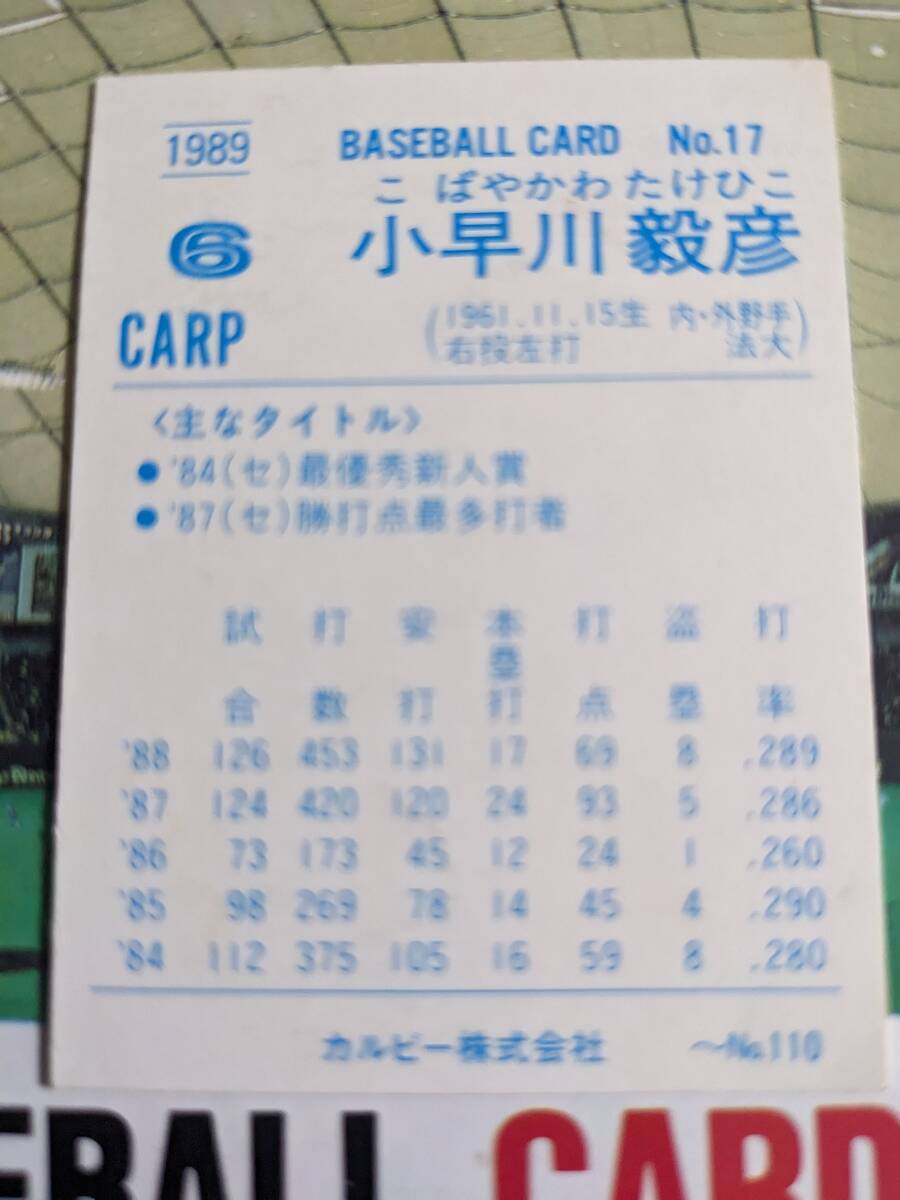 1989 BASEBALL CARD No.17
こばやかわ たけひこ
6 小早川 毅彦
CARP (1961.11.15生 内・外野手
右投左打 法大)
〈主なタイトル〉
●'84(セ)最優秀新人賞
●'87(セ)勝打点最多打者
試合 打数 安打 本塁打 打点 盗塁 打率
'88 126 453 131 17 69 8 .289
'87 124 420 120 24 93 5 .286
'86 73 173 45 12 24 1 .260
'85 98 269 78 14 45 4 .290
'84 112 375 105 16 59 8 .280
カルビー株式会社 〜No.110
EBALL CARD